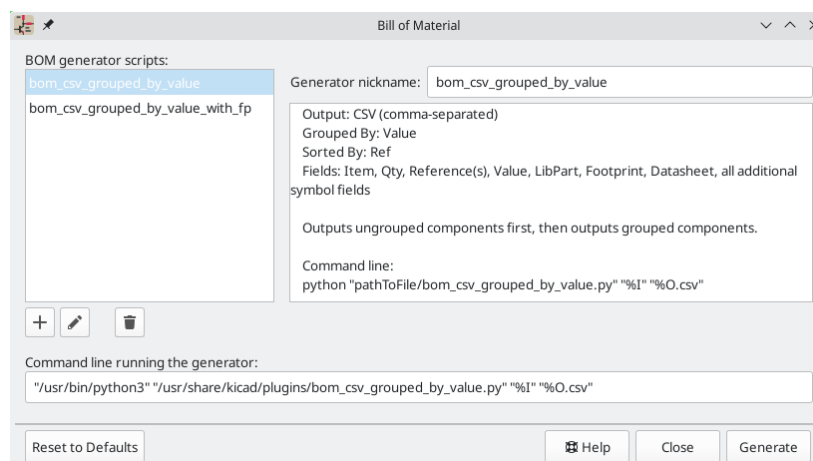 Bill of Material
BOM generator scripts:
bom_csv_grouped_by_value
bom_csv_grouped_by_value_with_fp
Generator nickname:
bom_csv_grouped_by_value
Output: CSV (comma-separated)
Grouped By: Value
Sorted By: Ref
Fields: Item, Qty, Reference(s), Value, LibPart, Footprint, Datasheet, all additional
symbol fields
Outputs ungrouped components first, then outputs grouped components.
Command line:
python "pathToFile/bom_csv_grouped_by_value.py" "%I" "%O.csv"
Command line running the generator:
"/usr/bin/python3" "/usr/share/kicad/plugins/bom_csv_grouped_by_value.py" "%I" "%O.csv"
Reset to Defaults
Help
Close
Generate